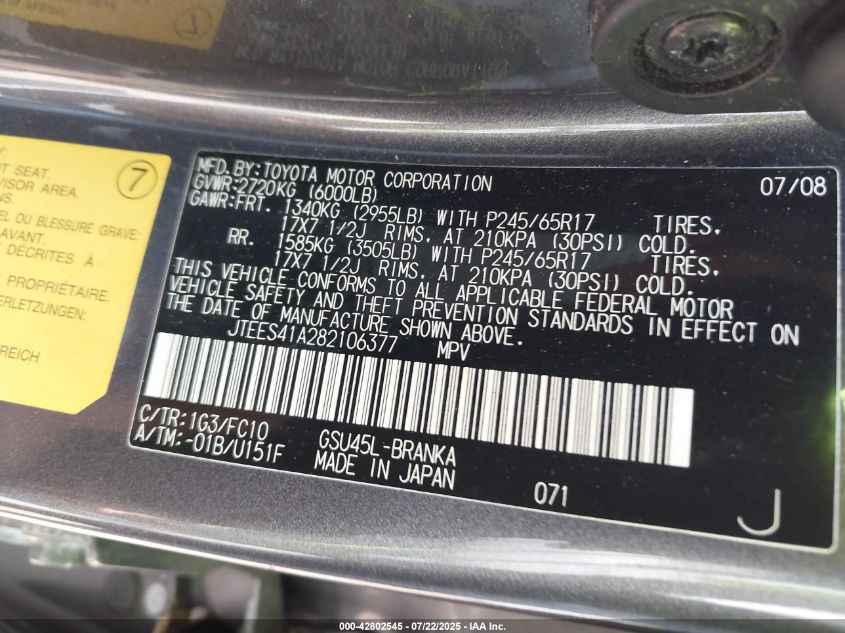 7
UT SEAT.
VISOR AREA.
NS.
EL OU BLESSURE GRAVE
'AVANT.
DÉCRITES À
PROPRIÉTAIRE.
ERLETZUNGEN:
REICH
MFD. BY: TOYOTA MOTOR CORPORATION 07/08
GVWR: 2720KG (6000LB)
GAWR: FRT. 1340KG (2955LB) WITH P245/65R17 TIRES.
17X7 1/2J RIMS, AT 210KPA (30PSI) COLD.
RR. 1585KG (3505LB) WITH P245/65R17 TIRES.
17X7 1/2J RIMS, AT 210KPA (30PSI) COLD.
THIS VEHICLE CONFORMS TO ALL APPLICABLE FEDERAL MOTOR
VEHICLE SAFETY AND THEFT PREVENTION STANDARDS IN EFFECT ON
THE DATE OF MANUFACTURE SHOWN ABOVE.
JTEES41A282106377 MPV
C/TR: 1G3/FC10
A/TM: -01B/U151F
GSU45L-BRANKA
MADE IN JAPAN
071
J
000-42802545 - 07/22/2025 - IAA Inc.